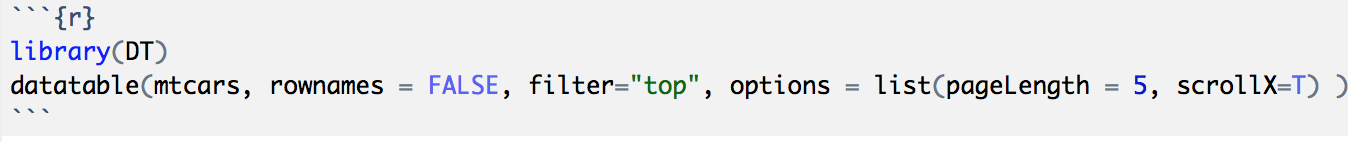 ```{r}
library(DT)
datatable(mtcars, rownames = FALSE, filter="top", options = list(pageLength = 5, scrollX=T) )
```